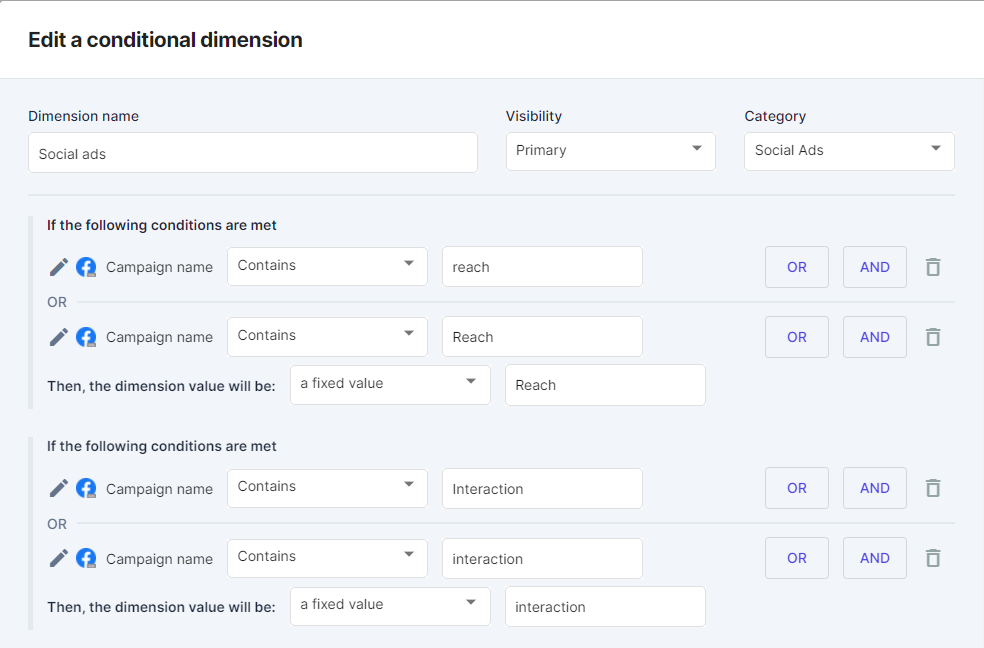 Edit a conditional dimension
Dimension name Visibility Category
Social ads Primary Social Ads
If the following conditions are met
Campaign name Contains reach OR AND
OR
Campaign name Contains Reach OR AND
Then, the dimension value will be: a fixed value Reach
If the following conditions are met
Campaign name Contains Interaction OR AND
OR
Campaign name Contains interaction OR AND
Then, the dimension value will be: a fixed value interaction